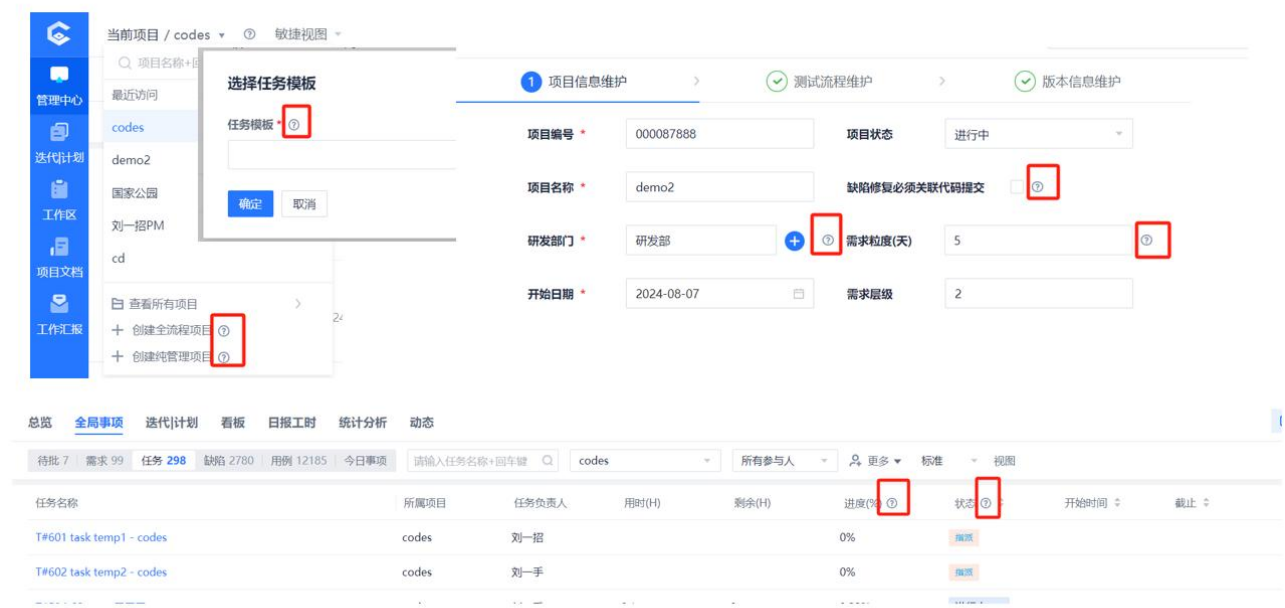 当前项目 / codes 敏捷视图
项目名称+回
最近访问
codes
demo2
国家公园
刘一招PM
cd
查看所有项目
创建全流程项目
创建纯管理项目
管理中心
迭代|计划
工作区
项目文档
工作汇报
选择任务模板
任务模板 *
确定 取消
24
1 项目信息维护 测试流程维护 版本信息维护
项目编号 * 000087888 项目状态 进行中
项目名称 * demo2 缺陷修复必须关联代码提交
研发部门 * 研发部 需求粒度(天) 5
开始日期 * 2024-08-07 需求层级 2
总览 全局事项 迭代|计划 看板 日报工时 统计分析 动态
待批 7 需求 99 任务 298 缺陷 2780 用例 12185 今日事项 请输入任务名称+回车键 codes 所有参与人 更多 标准 视图
任务名称 所属项目 任务负责人 用时(H) 剩余(H) 进度(%) 状态 开始时间 截止
T#601 task temp1 - codes codes 刘一招 0% 指派
T#602 task temp2 - codes codes 刘一手 0% 指派